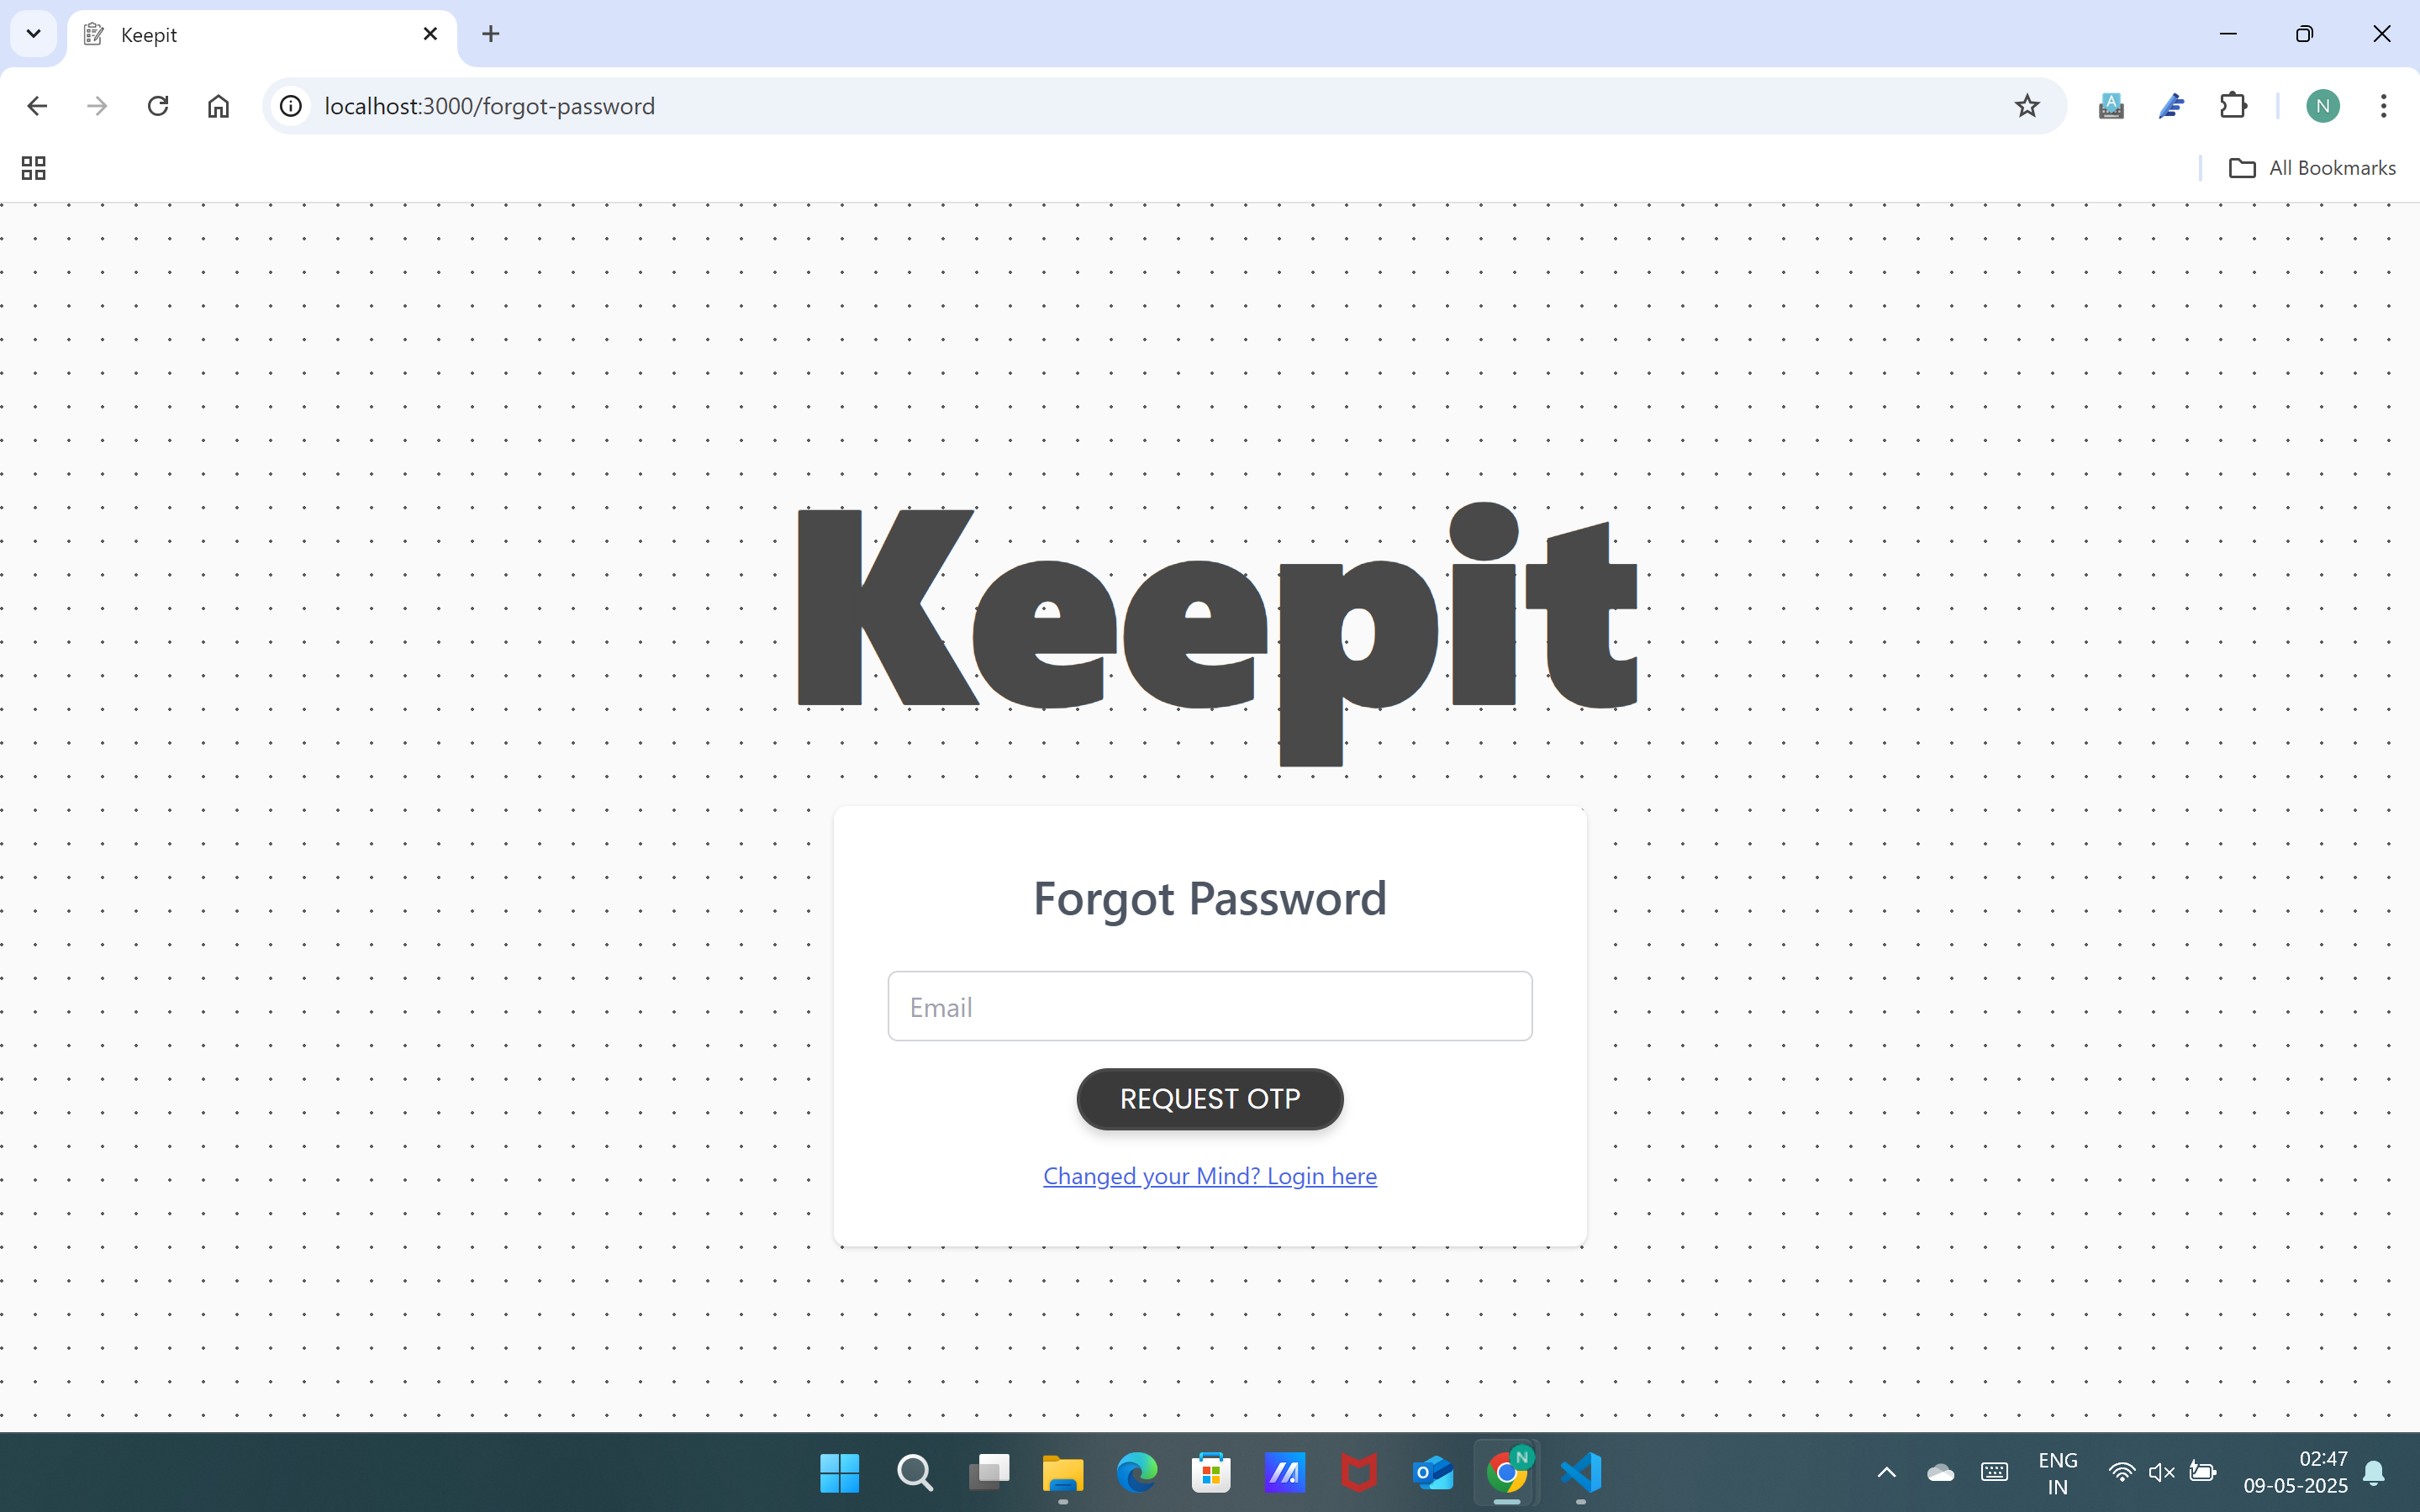 Keepit
localhost:3000/forgot-password
N
All Bookmarks
Keepit
Forgot Password
Email
REQUEST OTP
Changed your Mind? Login here
ENG
IN
02:47
09-05-2025